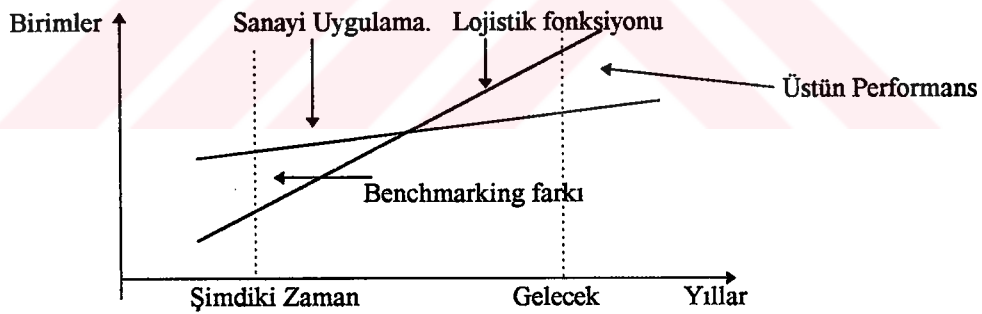 Birimler
Sanayi Uygulama. Lojistik fonksiyonu
Üstün Performans
Benchmarking farkı
Şimdiki Zaman Gelecek Yıllar